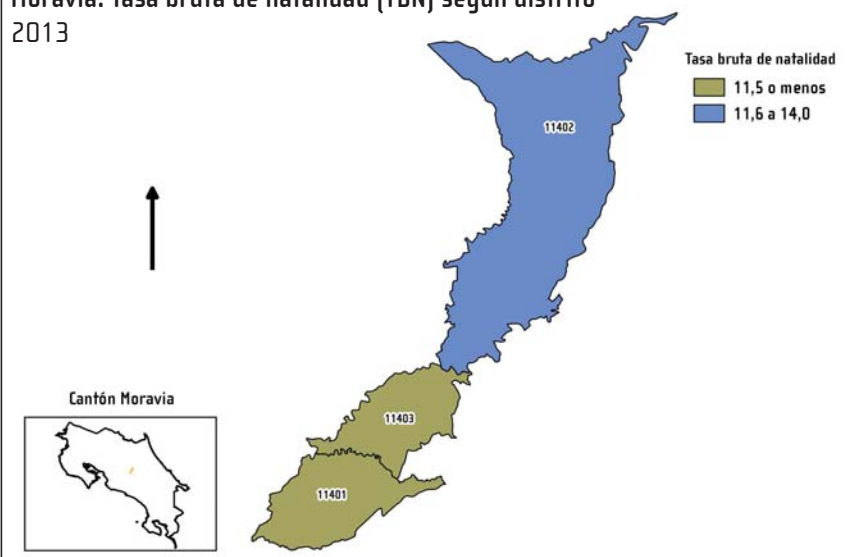 Moravia: Tasa bruta de natalidad (TBN) según distrito
2013
Tasa bruta de natalidad
11,5 o menos
11,6 a 14,0
11402
11403
11401
Cantón Moravia